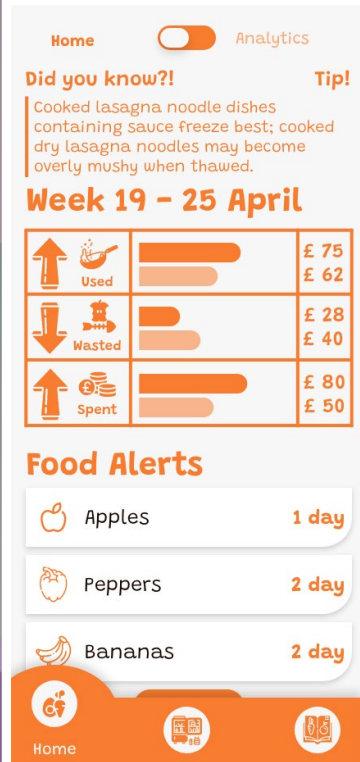 Home Analytics
Did you know?! Tip!
Cooked lasagna noodle dishes
containing sauce freeze best; cooked
dry lasagna noodles may become
overly mushy when thawed.
Week 19 - 25 April
Used £ 75
£ 62
Wasted £ 28
£ 40
£
Spent £ 80
£ 50
Food Alerts
Apples 1 day
Peppers 2 day
Bananas 2 day
Home